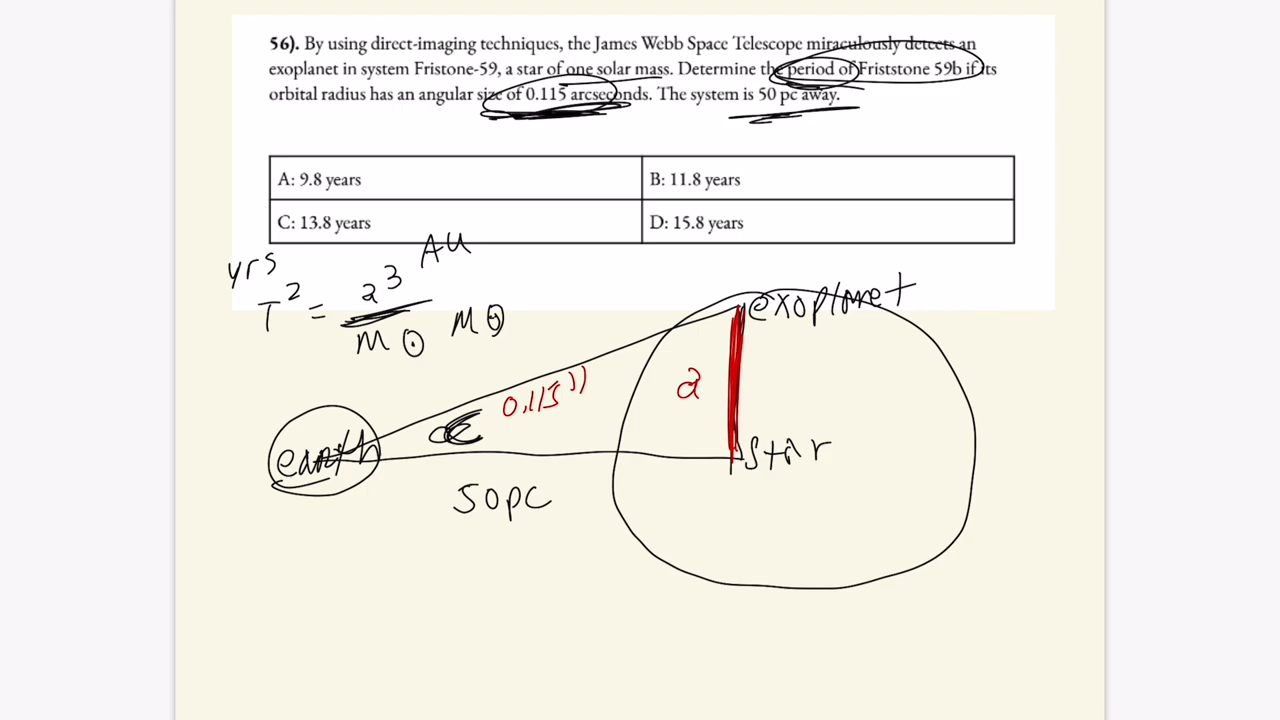 56). By using direct-imaging techniques, the James Webb Space Telescope miraculously detects an
exoplanet in system Fristone-59, a star of one solar mass. Determine the period of Friststone 59b if its
orbital radius has an angular size of 0.115 arcseconds. The system is 50 pc away.
A: 9.8 years
B: 11.8 years
C: 13.8 years
D: 15.8 years
yrs
AU
T² = a³ / M⊙
M⊙
exoplanet
0.115''
a
earth
star
50pc